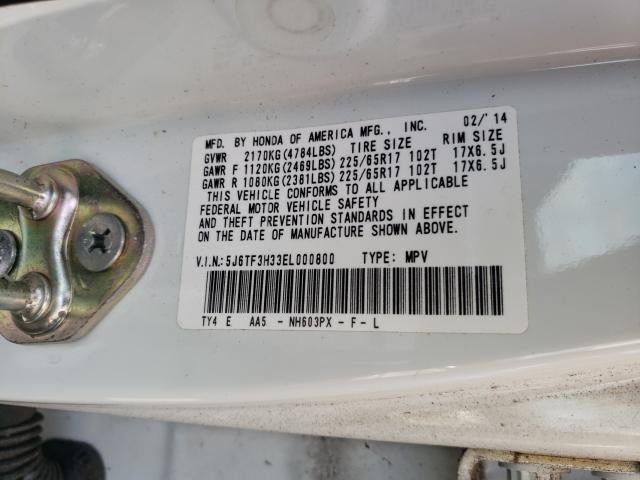 MFD. BY HONDA OF AMERICA MFG., INC. 02/'14
GVWR 2170KG(4784LBS) TIRE SIZE RIM SIZE
GAWR F 1120KG(2469LBS) 225/65R17 102T 17X6.5J
GAWR R 1080KG(2381LBS) 225/65R17 102T 17X6.5J
THIS VEHICLE CONFORMS TO ALL APPLICABLE
FEDERAL MOTOR VEHICLE SAFETY
AND THEFT PREVENTION STANDARDS IN EFFECT
ON THE DATE OF MANUFACTURE SHOWN ABOVE.
V.I.N.:5J6TF3H33EL000800 TYPE: MPV
TY4 E AA5 - NH603PX - F - L